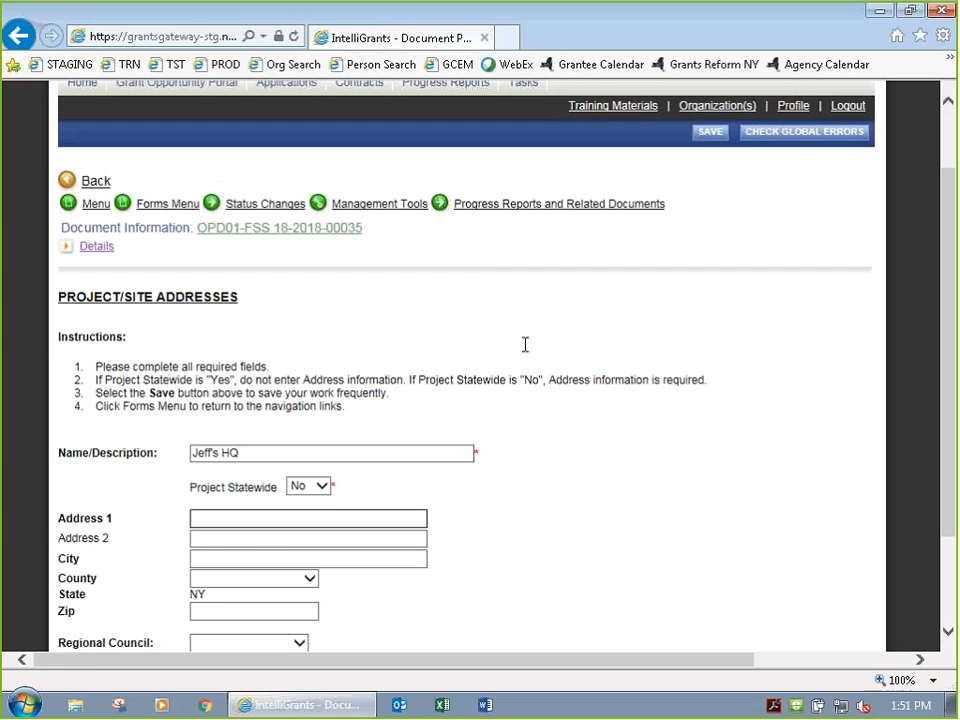 https://grantsgateway-stg.n...
IntelliGrants - Document P...
STAGING TRN TST PROD Org Search Person Search GCEM WebEx Grantee Calendar Grants Reform NY Agency Calendar »
Home Grant Opportunity Portal Applications Contracts Progress Reports Tasks
Training Materials | Organization(s) | Profile | Logout
SAVE CHECK GLOBAL ERRORS
Back
Menu Forms Menu Status Changes Management Tools Progress Reports and Related Documents
Document Information: OPD01-FSS 18-2018-00035
Details
PROJECT/SITE ADDRESSES
Instructions:
1. Please complete all required fields.
2. If Project Statewide is "Yes", do not enter Address information. If Project Statewide is "No", Address information is required.
3. Select the Save button above to save your work frequently.
4. Click Forms Menu to return to the navigation links.
Name/Description: Jeff's HQ *
Project Statewide No *
Address 1
Address 2
City
County
State NY
Zip
Regional Council:
100%
IntelliGrants - Docu...
1:51 PM